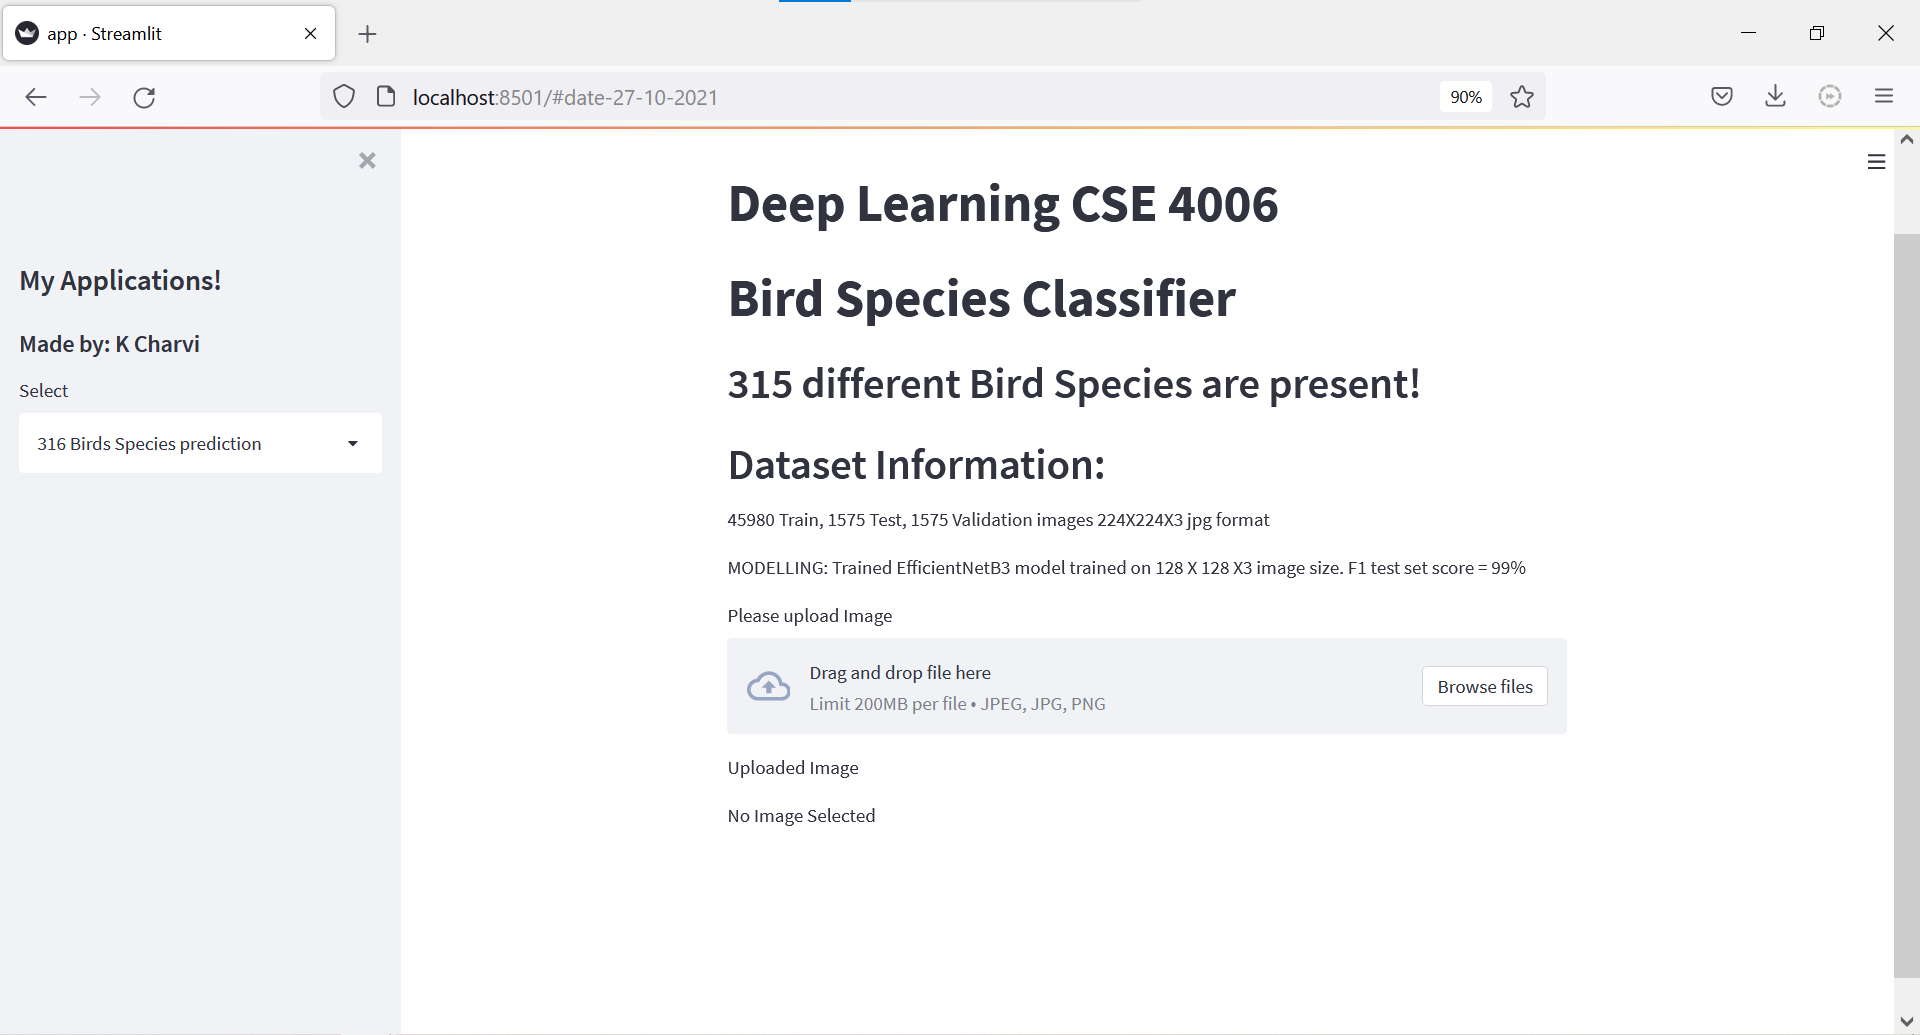 app · Streamlit
localhost:8501/#date-27-10-2021
90%
My Applications!
Made by: K Charvi
Select
316 Birds Species prediction
Deep Learning CSE 4006
Bird Species Classifier
315 different Bird Species are present!
Dataset Information:
45980 Train, 1575 Test, 1575 Validation images 224X224X3 jpg format
MODELLING: Trained EfficientNetB3 model trained on 128 X 128 X3 image size. F1 test set score = 99%
Please upload Image
Drag and drop file here
Limit 200MB per file • JPEG, JPG, PNG
Browse files
Uploaded Image
No Image Selected